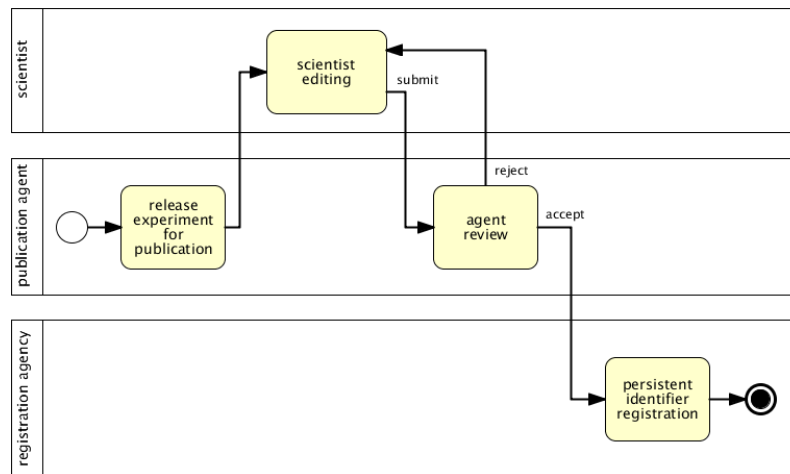 scientist
scientist
editing
submit
publication agent
release
experiment
for
publication
reject
agent
review
accept
registration agency
persistent
identifier
registration